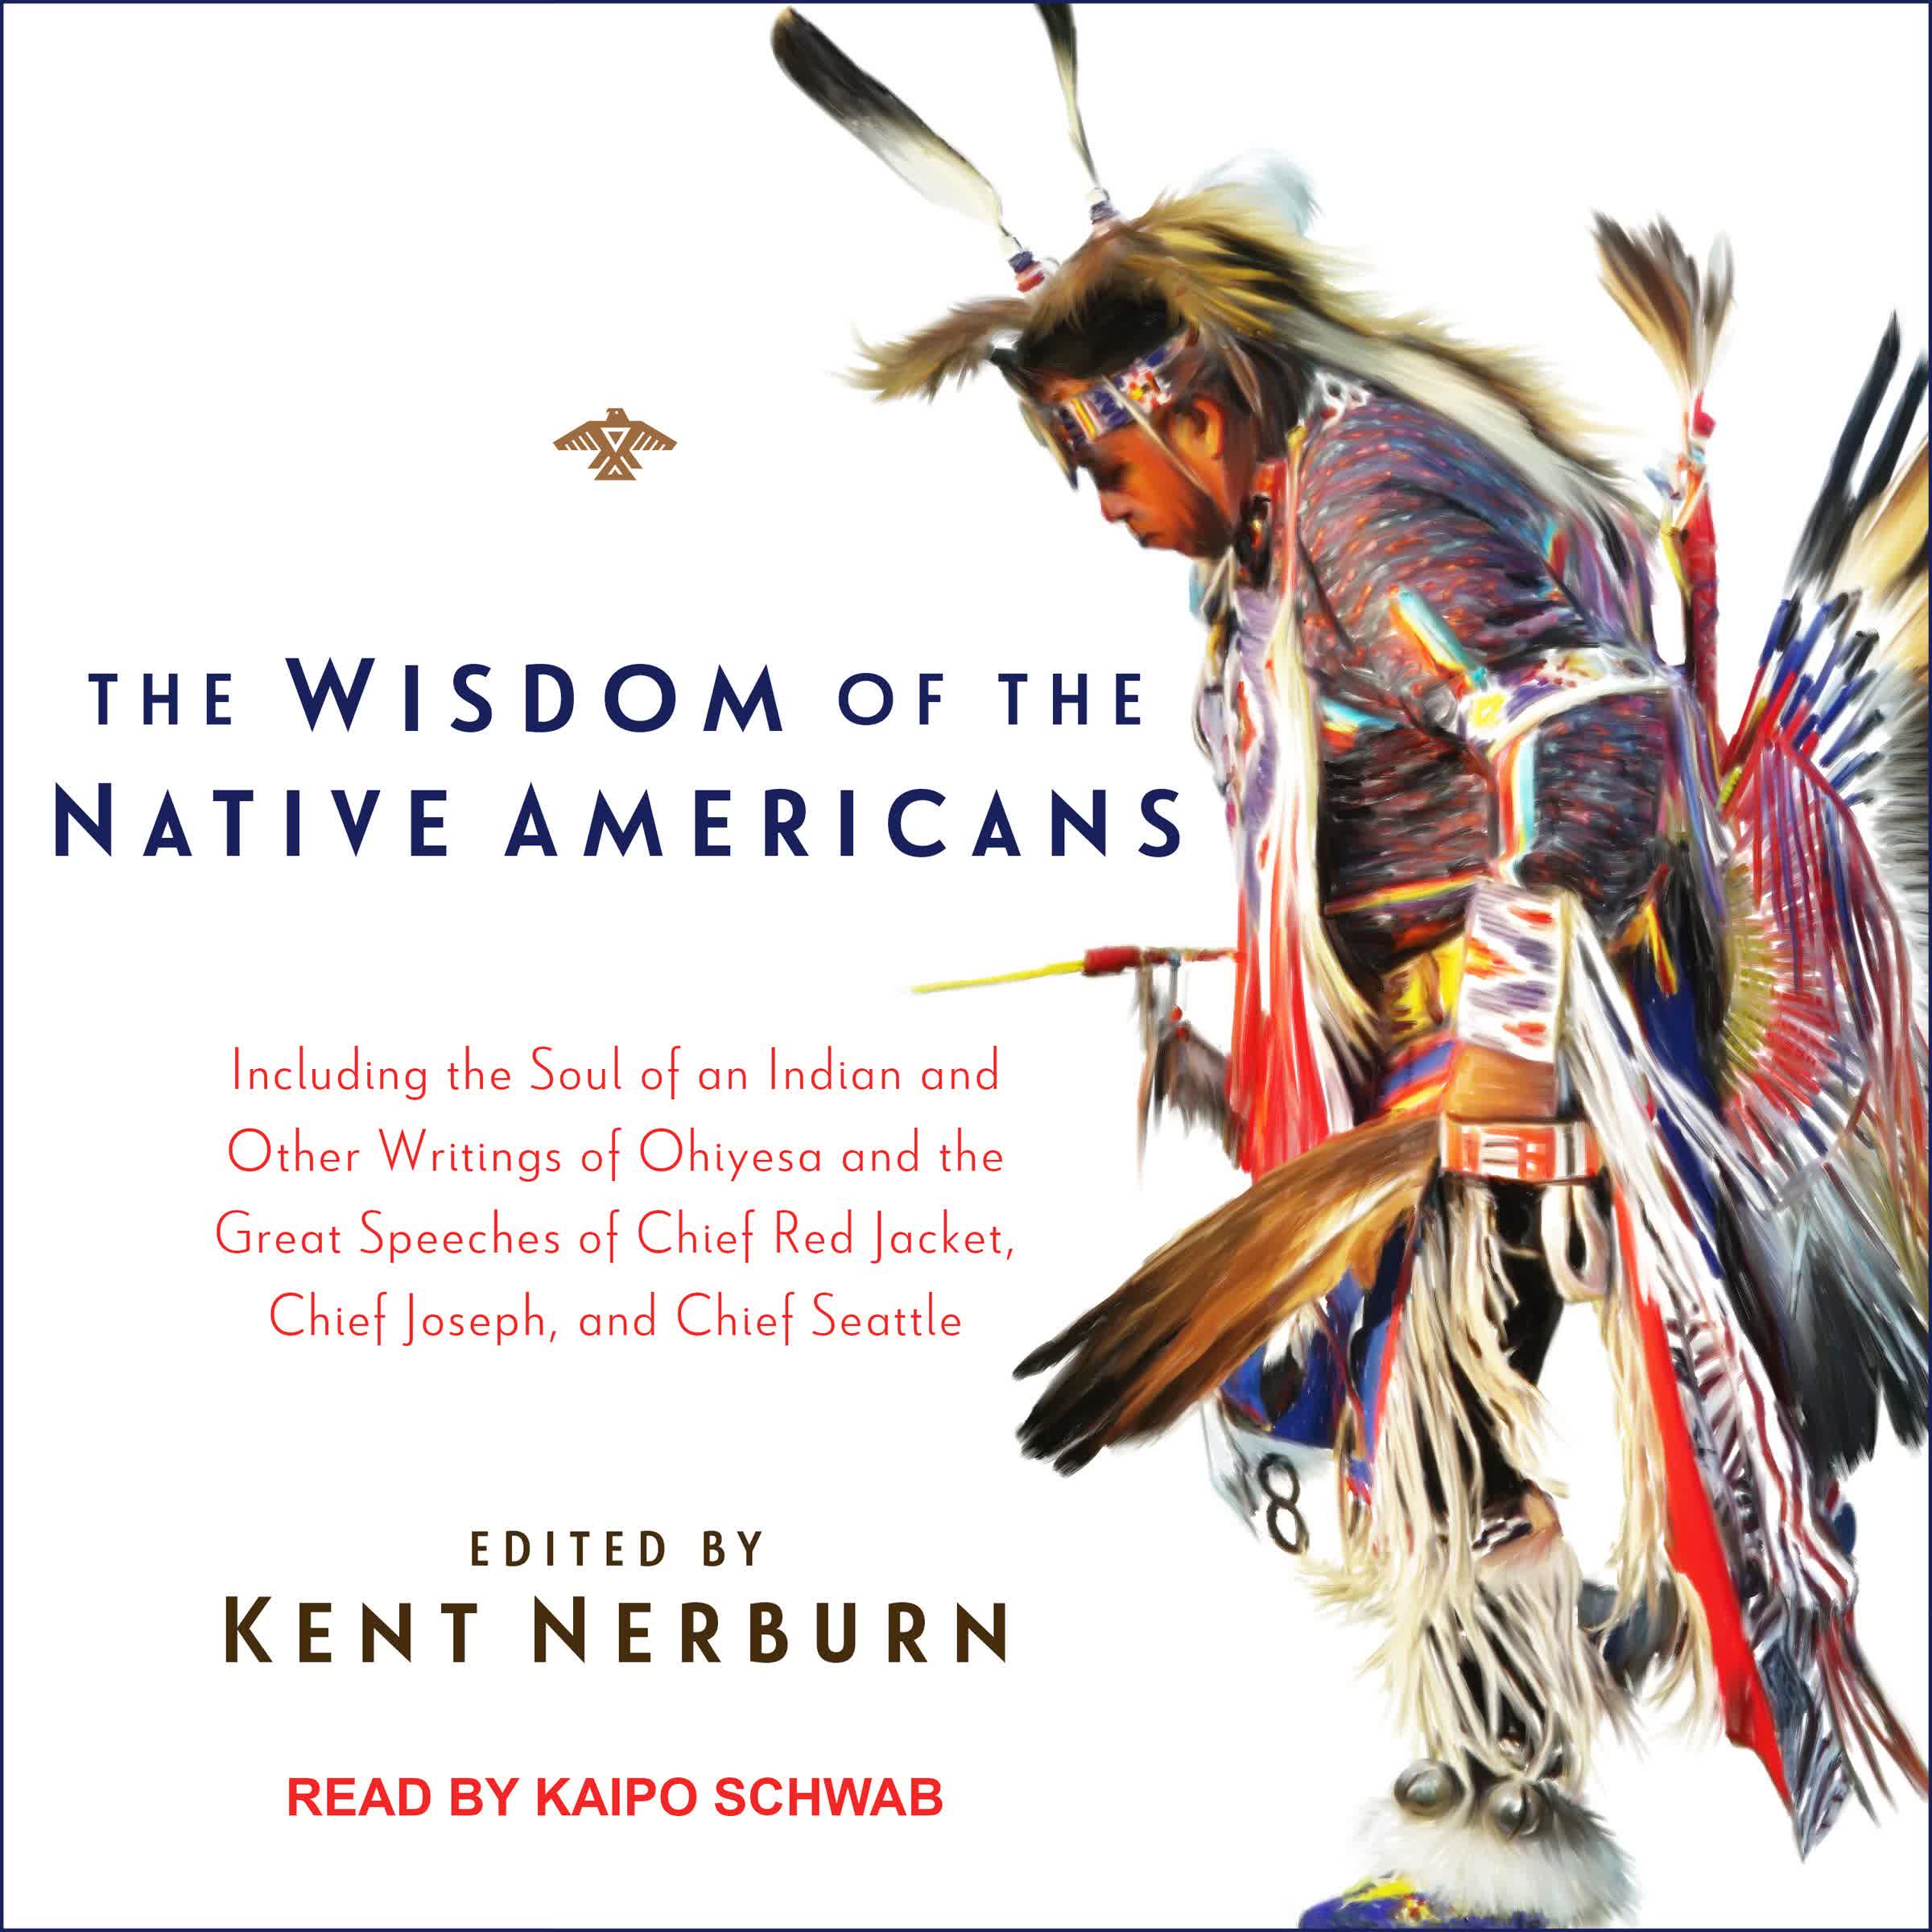 THE WISDOM OF THE
NATIVE AMERICANS
Including the Soul of an Indian and
Other Writings of Ohiyesa and the
Great Speeches of Chief Red Jacket,
Chief Joseph, and Chief Seattle
EDITED BY
KENT NERBURN
READ BY KAIPO SCHWAB